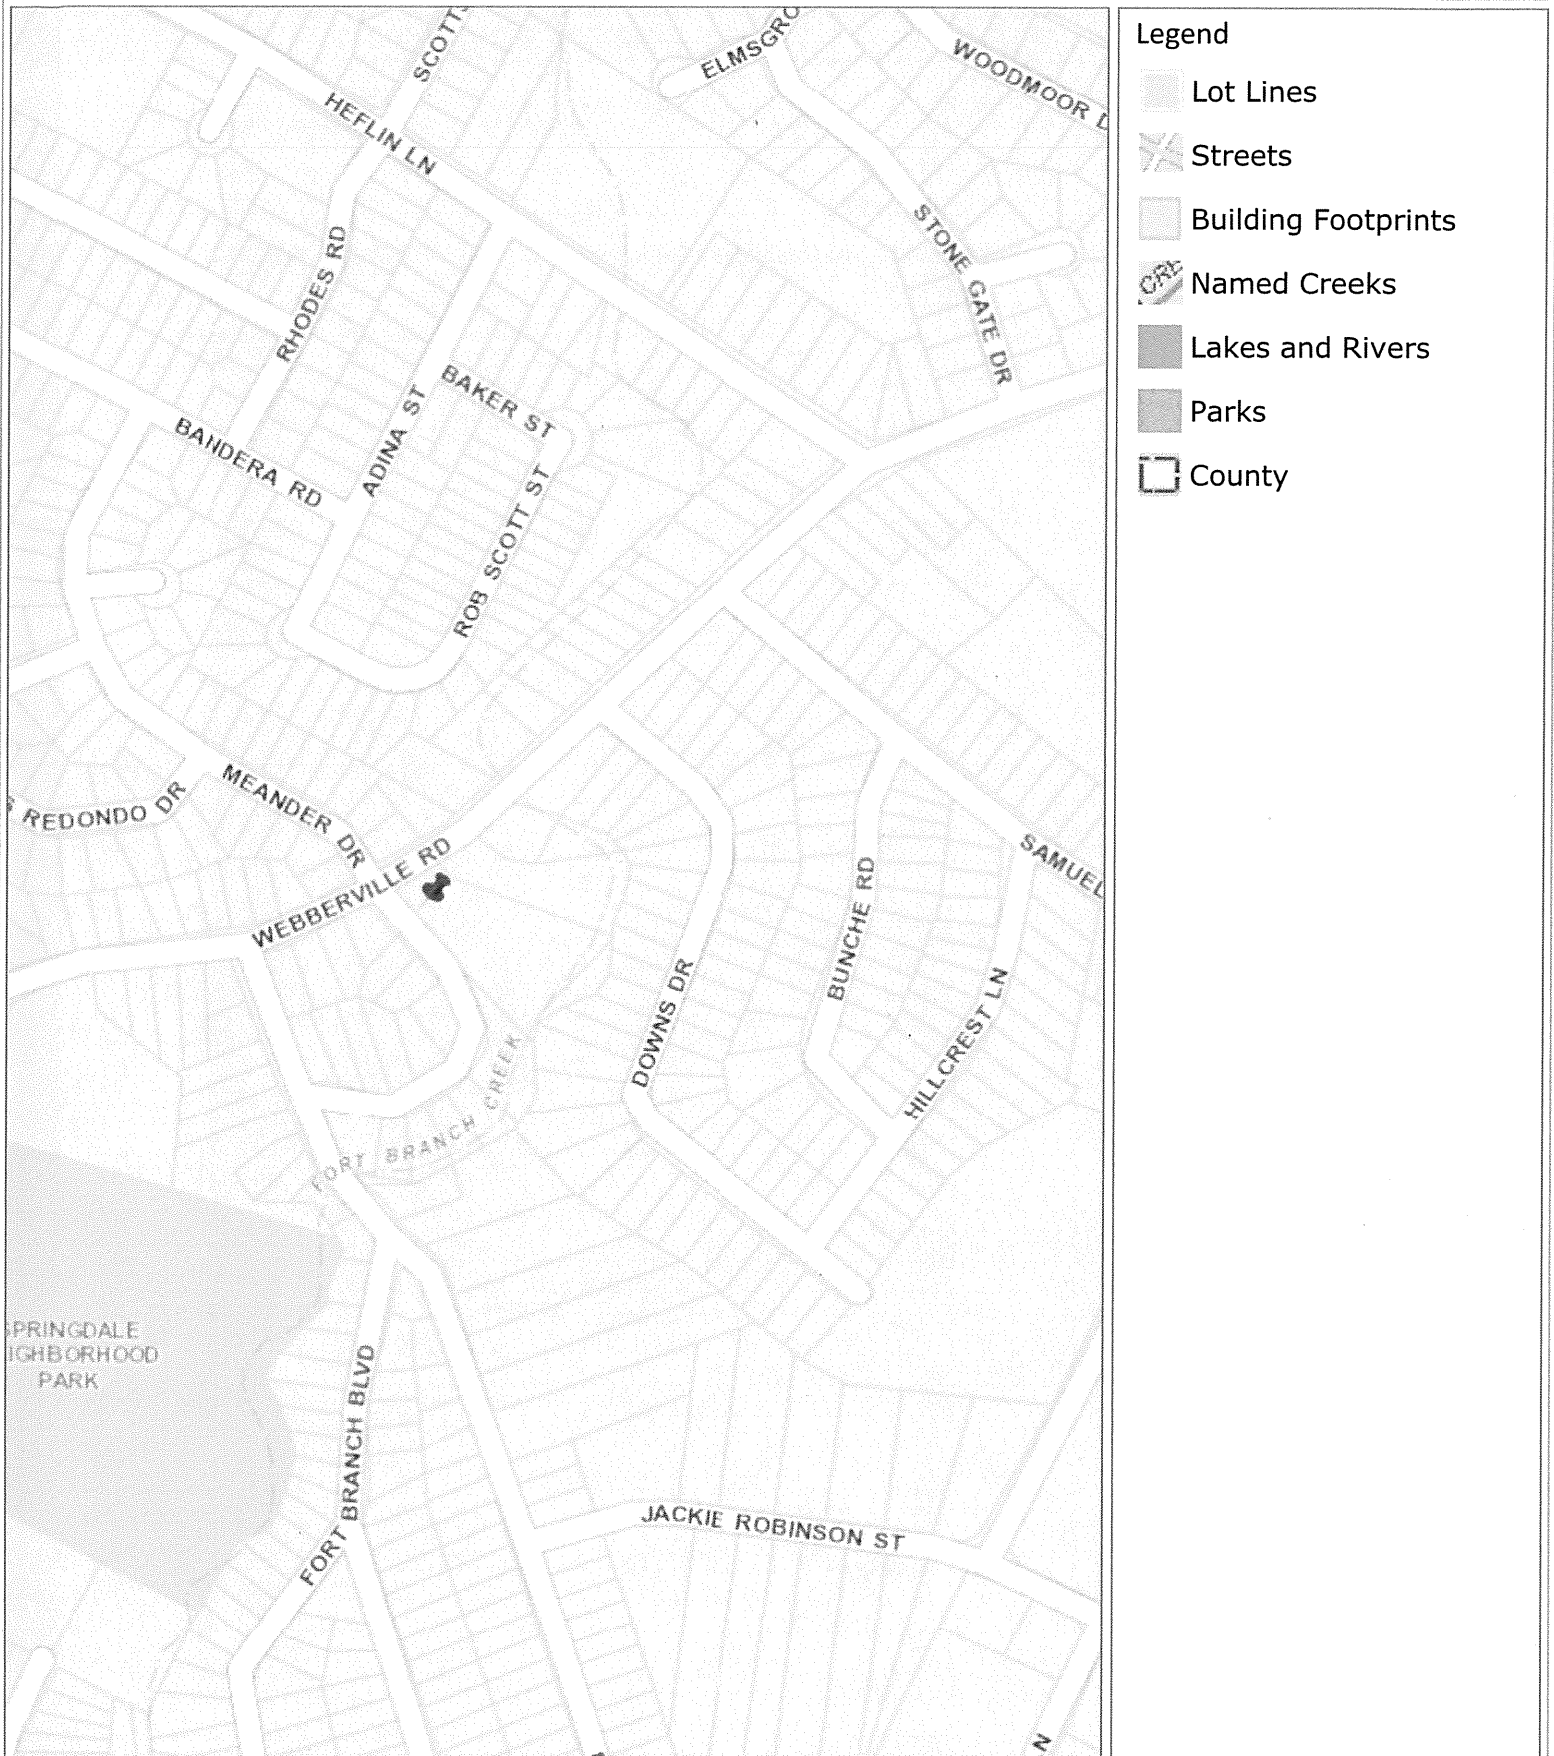 Legend
Lot Lines
Streets
Building Footprints
CRE
Named Creeks
Lakes and Rivers
Parks
County
SCOTTS
ELMSGRO
WOODMOOR D
HEFLIN LN
STONE GATE DR
RHODES RD
BAKER ST
ADINA ST
BANDERA RD
ROB SCOTT ST
MEANDER DR
S REDONDO DR
WEBBERVILLE RD
SAMUEL
BUNCHE RD
DOWNS DR
HILLCREST LN
FORT BRANCH CREEK
SPRINGDALE
IGHBORHOOD
PARK
FORT BRANCH BLVD
JACKIE ROBINSON ST
N